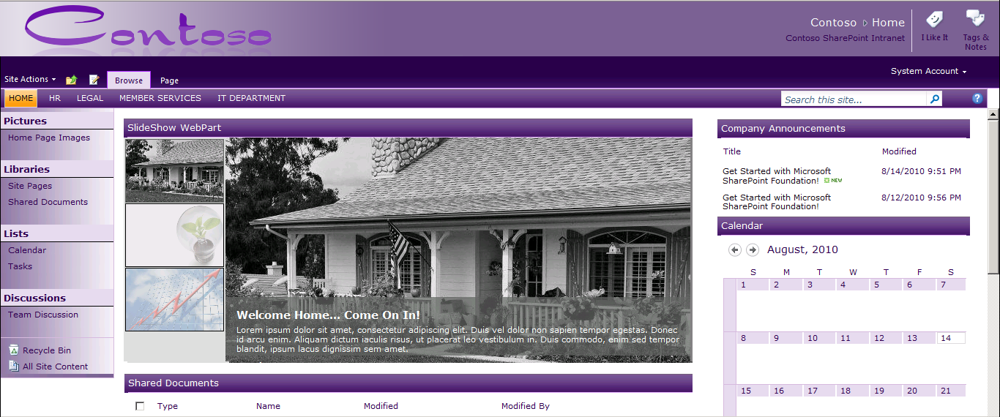 Contoso
Contoso Home
Contoso SharePoint Intranet
I Like It
Tags &
Notes
Site Actions
Browse
Page
System Account
HOME HR LEGAL MEMBER SERVICES IT DEPARTMENT
Search this site...
?
Pictures
Home Page Images
Libraries
Site Pages
Shared Documents
Lists
Calendar
Tasks
Discussions
Team Discussion
Recycle Bin
All Site Content
SlideShow WebPart
Welcome Home... Come On In!
Lorem ipsum dolor sit amet, consectetur adipiscing elit. Duis vel dolor non sapien tempor egestas. Donec
id arcu enim. Aliquam dictum iaculis risus, ut placerat leo vestibulum in. Duis commodo, enim sed tempor
blandit, ipsum lacus dignissim sem amet.
Shared Documents
Type Name Modified Modified By
Company Announcements
Title Modified
Get Started with Microsoft 8/14/2010 9:51 PM
SharePoint Foundation! NEW
Get Started with Microsoft 8/12/2010 9:56 PM
SharePoint Foundation!
Calendar
August, 2010
S M T W T F S
1 2 3 4 5 6 7
8 9 10 11 12 13 14
15 16 17 18 19 20 21